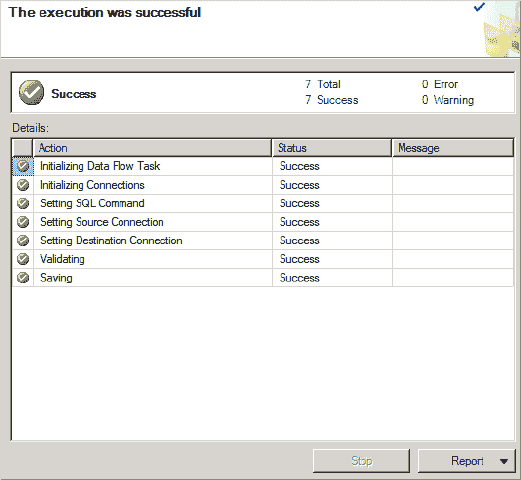 The execution was successful
Success
7 Total
0 Error
7 Success
0 Warning
Details:
Action Status Message
Initializing Data Flow Task Success
Initializing Connections Success
Setting SQL Command Success
Setting Source Connection Success
Setting Destination Connection Success
Validating Success
Saving Success
Stop Report